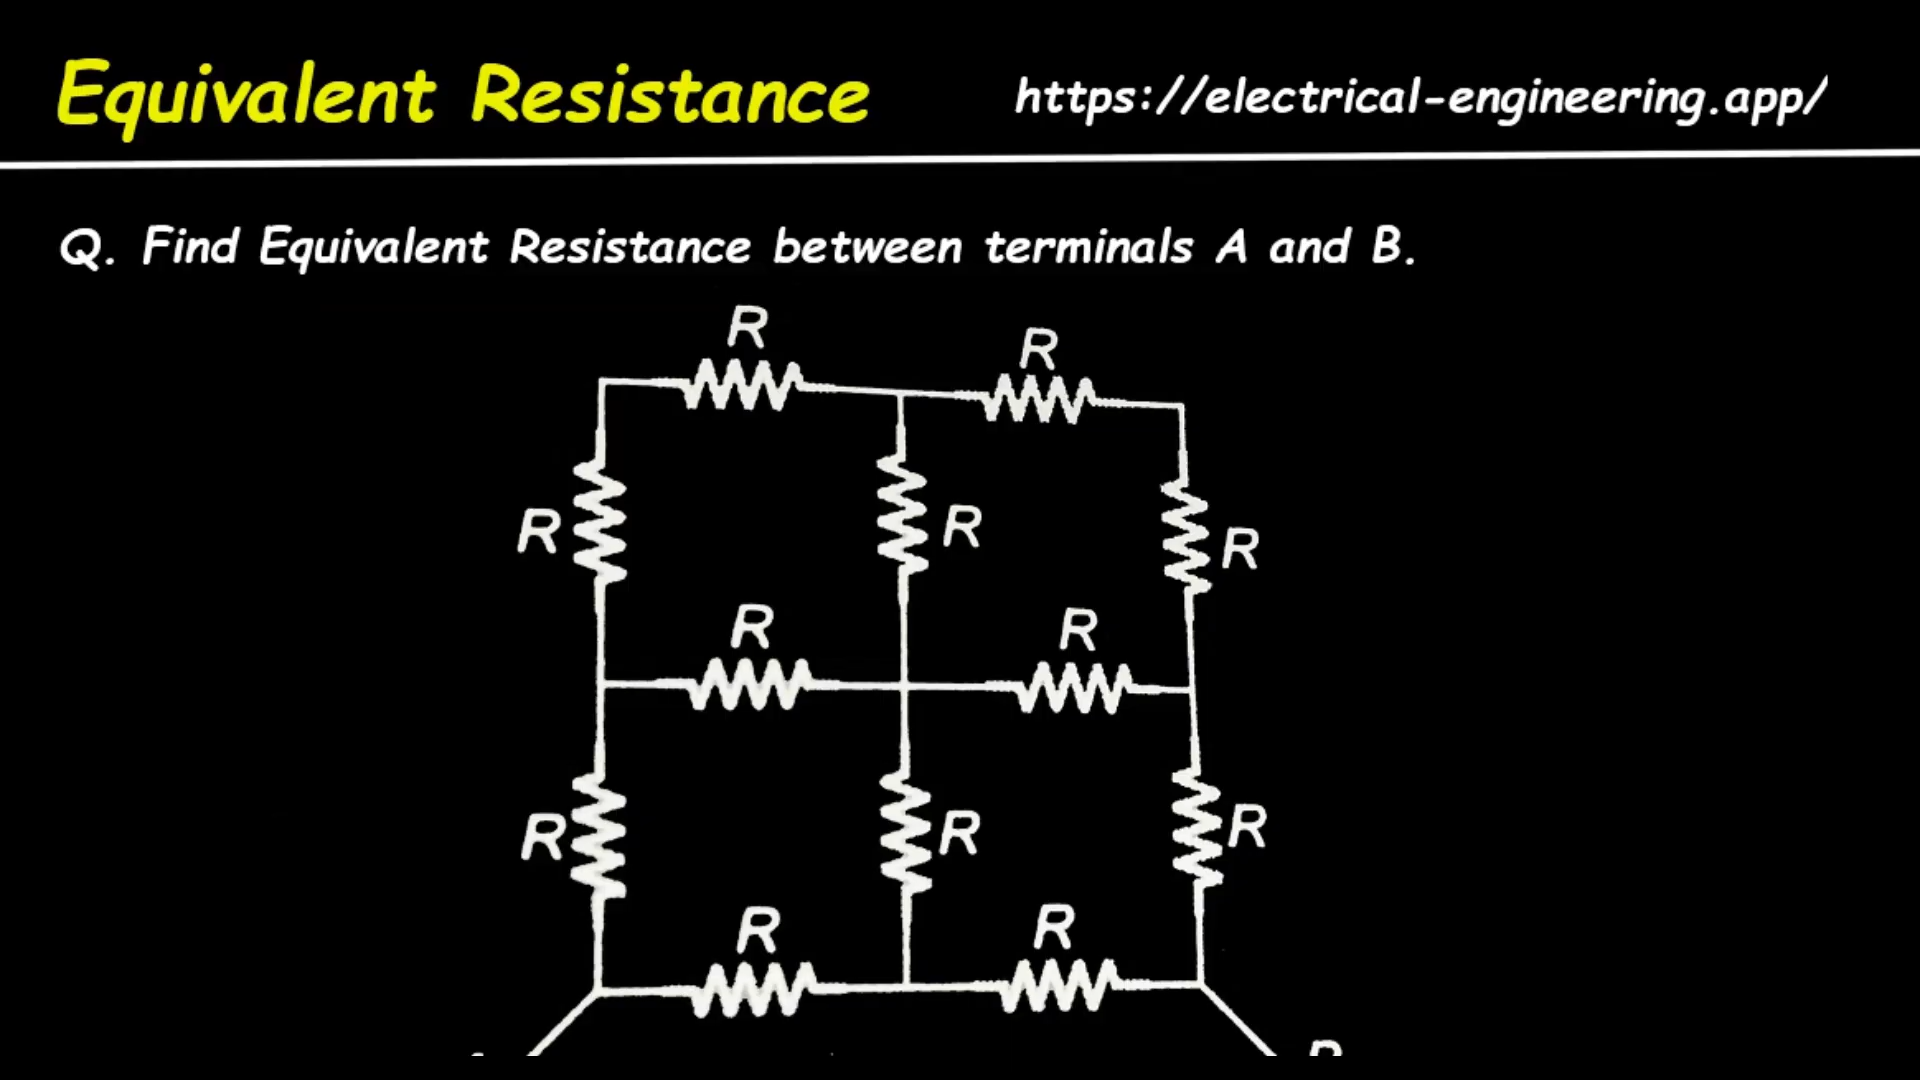 Equivalent Resistance
https://electrical-engineering.app/
Q. Find Equivalent Resistance between terminals A and B.
R
R
R
R
R
R
R
R
R
R
R
R